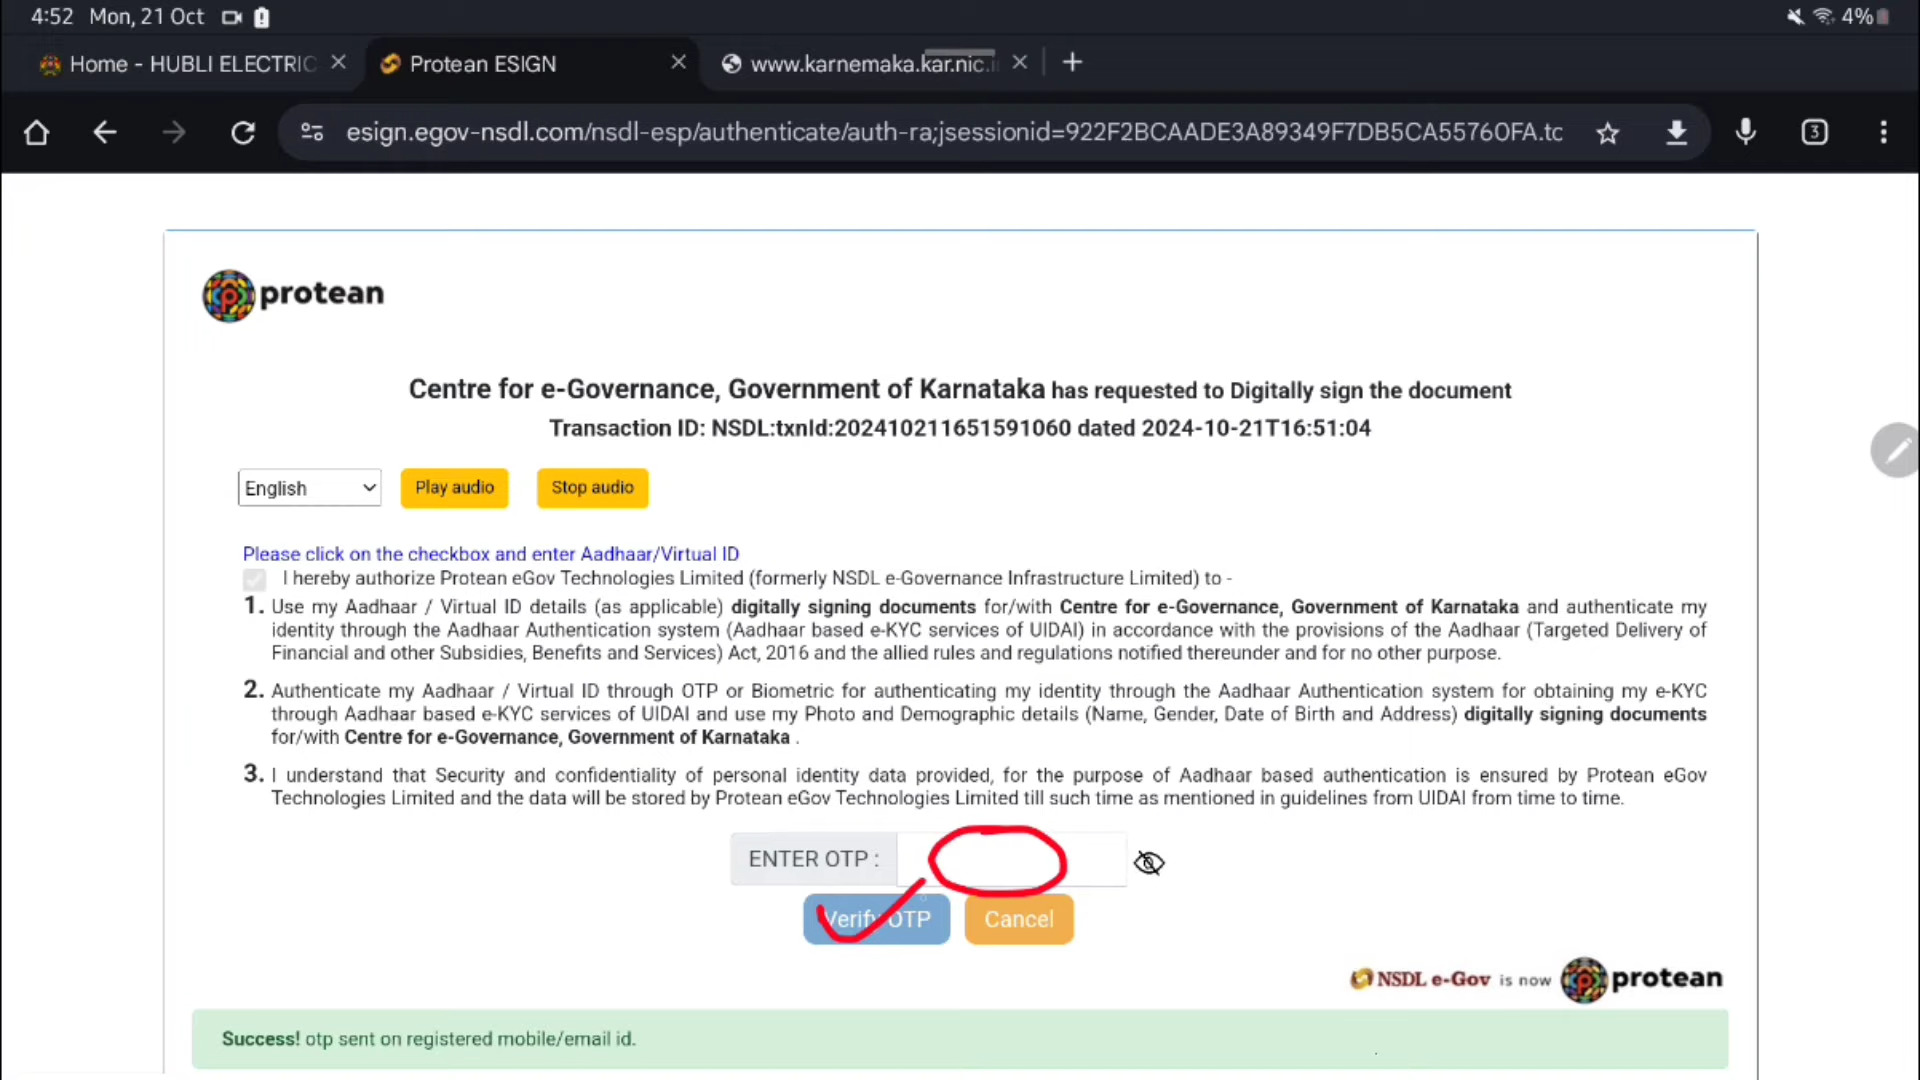 4:52 Mon, 21 Oct
4%
Home - HUBLI ELECTRIC
Protean ESIGN
www.karnemaka.kar.nic.i
esign.egov-nsdl.com/nsdl-esp/authenticate/auth-ra;jsessionid=922F2BCAADE3A89349F7DB5CA55760FA.tc
3
protean
Centre for e-Governance, Government of Karnataka has requested to Digitally sign the document
Transaction ID: NSDL:txnId:202410211651591060 dated 2024-10-21T16:51:04
English
Play audio
Stop audio
Please click on the checkbox and enter Aadhaar/Virtual ID
I hereby authorize Protean eGov Technologies Limited (formerly NSDL e-Governance Infrastructure Limited) to -
1. Use my Aadhaar / Virtual ID details (as applicable) digitally signing documents for/with Centre for e-Governance, Government of Karnataka and authenticate my
identity through the Aadhaar Authentication system (Aadhaar based e-KYC services of UIDAI) in accordance with the provisions of the Aadhaar (Targeted Delivery of
Financial and other Subsidies, Benefits and Services) Act, 2016 and the allied rules and regulations notified thereunder and for no other purpose.
2. Authenticate my Aadhaar / Virtual ID through OTP or Biometric for authenticating my identity through the Aadhaar Authentication system for obtaining my e-KYC
through Aadhaar based e-KYC services of UIDAI and use my Photo and Demographic details (Name, Gender, Date of Birth and Address) digitally signing documents
for/with Centre for e-Governance, Government of Karnataka .
3. I understand that Security and confidentiality of personal identity data provided, for the purpose of Aadhaar based authentication is ensured by Protean eGov
Technologies Limited and the data will be stored by Protean eGov Technologies Limited till such time as mentioned in guidelines from UIDAI from time to time.
ENTER OTP :
Verify OTP
Cancel
NSDL e-Gov is now protean
Success! otp sent on registered mobile/email id.